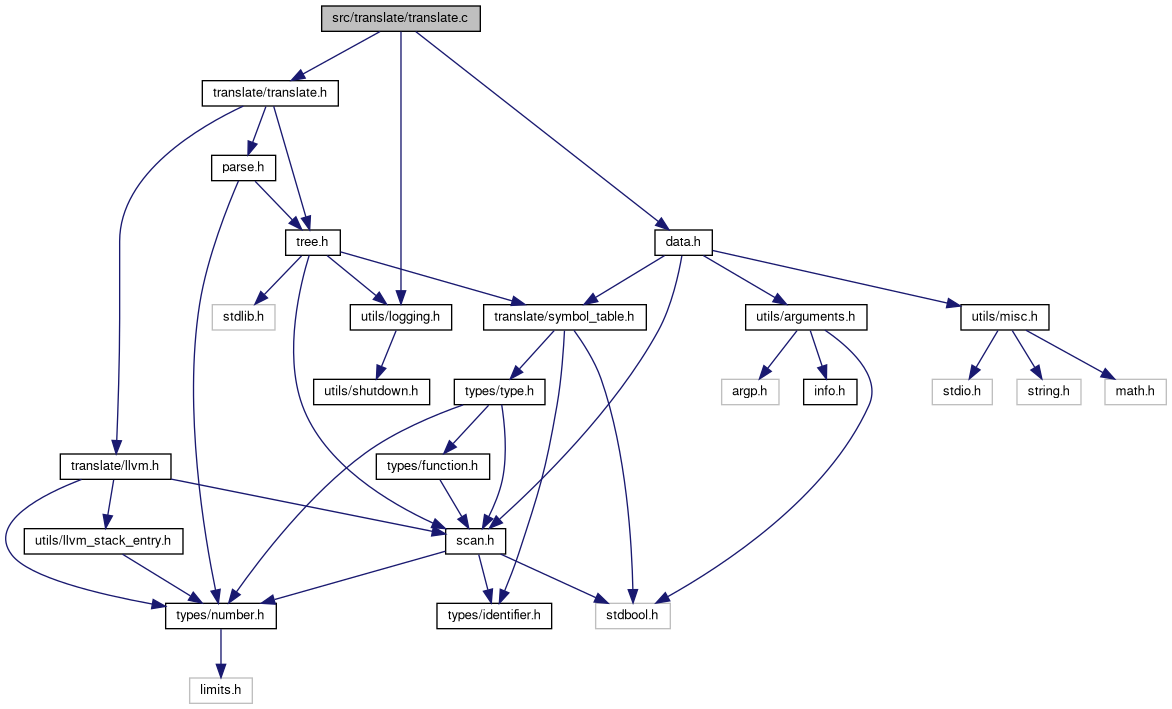 src/translate/translate.c
translate/translate.h
parse.h
tree.h
data.h
stdlib.h
utils/logging.h
translate/symbol_table.h
utils/arguments.h
utils/misc.h
utils/shutdown.h
types/type.h
argp.h
info.h
stdio.h
string.h
math.h
translate/llvm.h
types/function.h
utils/llvm_stack_entry.h
scan.h
types/number.h
types/identifier.h
stdbool.h
limits.h